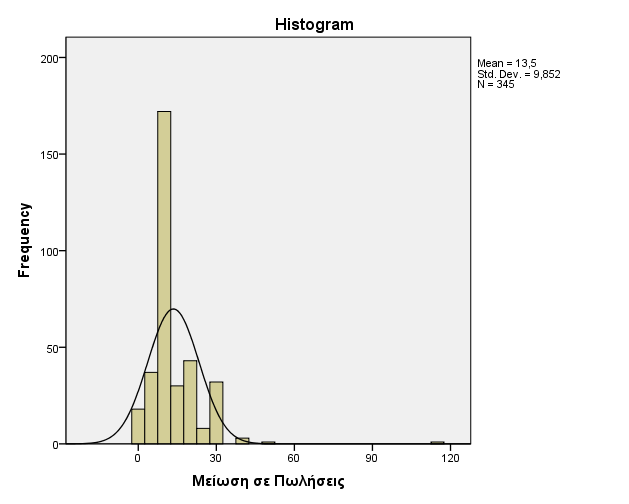 Histogram
Mean = 13,5
Std. Dev. = 9,852
N = 345
200
150
100
50
0
Frequency
0 30 60 90 120
Μείωση σε Πωλήσεις